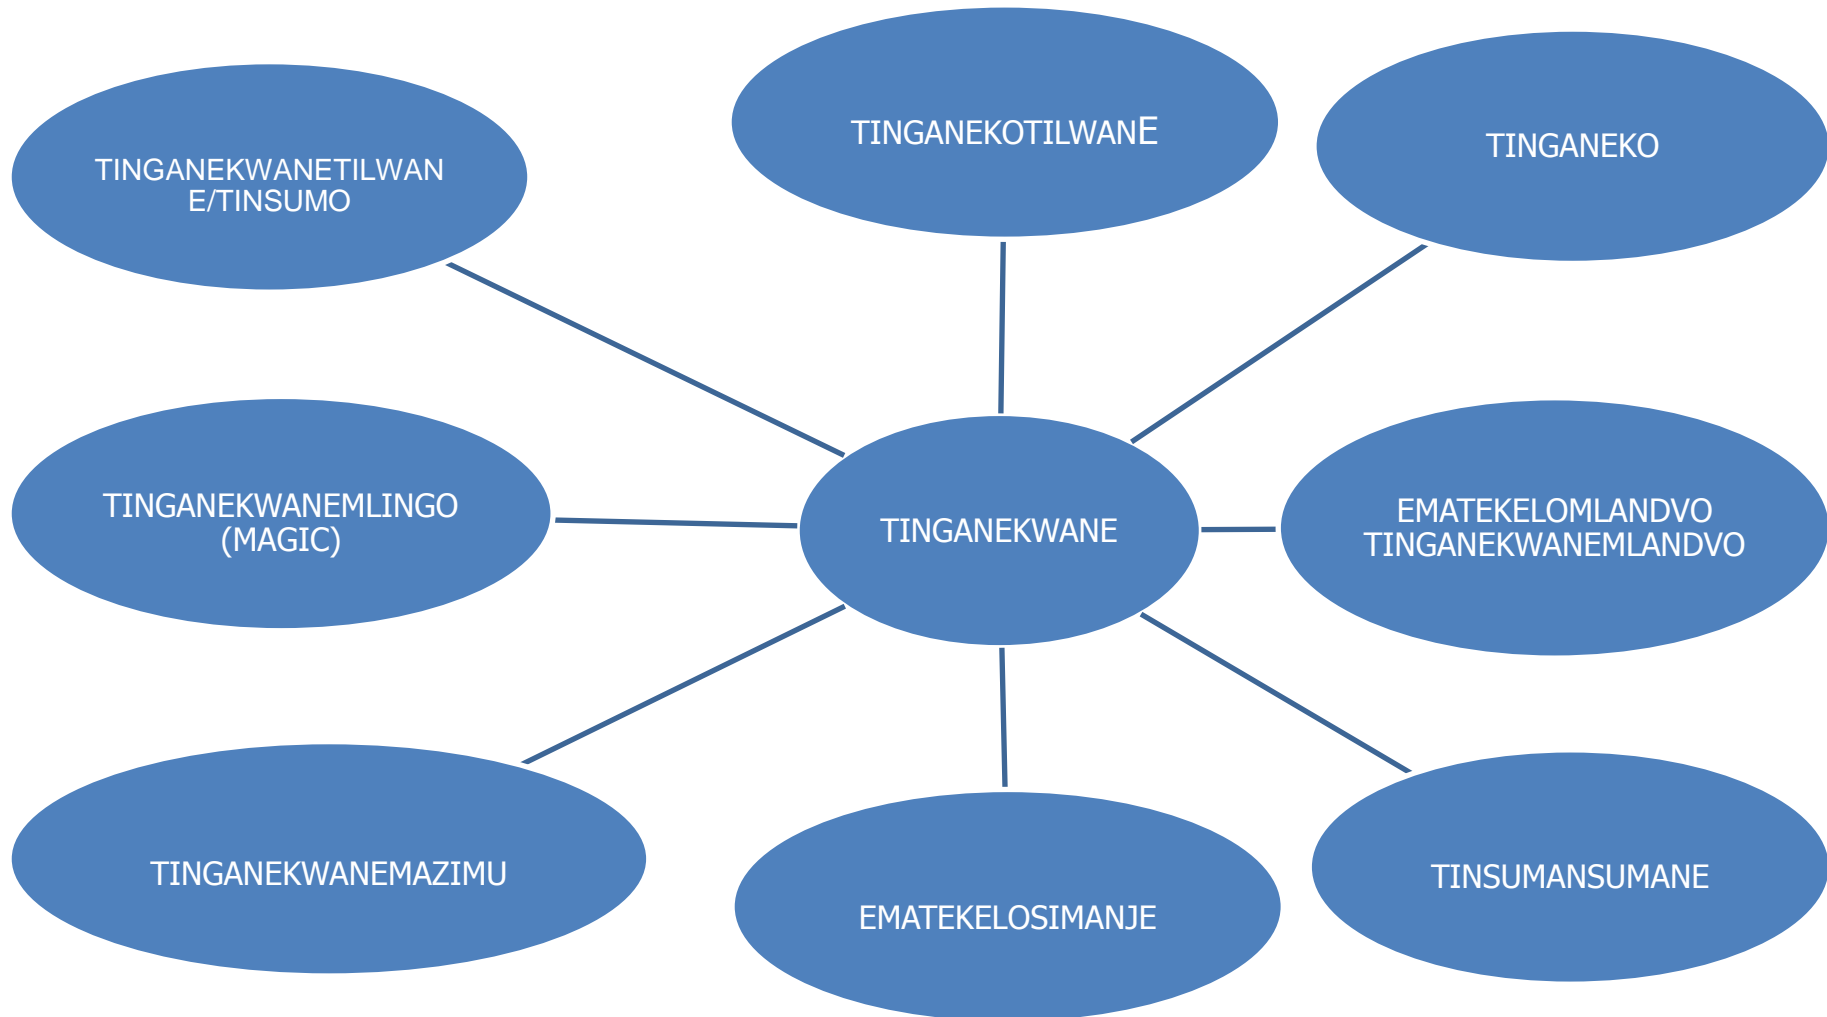 TINGANEKWANETILWAN
E/TINSUMO
TINGANEKOTILWANE
TINGANEKO
TINGANEKWANEMLINGO
(MAGIC)
TINGANEKWANE
EMATEKELOMLANDVO
TINGANEKWANEMLANDVO
TINGANEKWANEMAZIMU
EMATEKELOSIMANJE
TINSUMANSUMANE